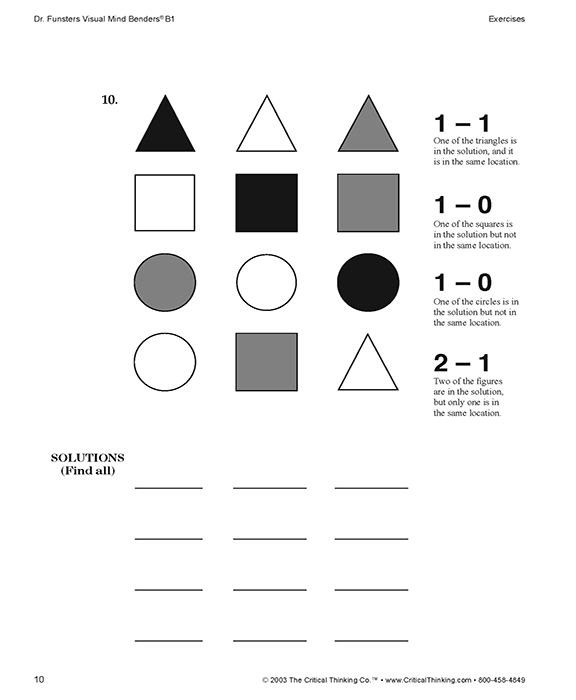 Dr. Funsters Visual Mind Benders® B1 Exercises
10.
1 – 1
One of the triangles is
in the solution, and it
is in the same location.
1 – 0
One of the squares is
in the solution but not
in the same location.
1 – 0
One of the circles is in
the solution but not in
the same location.
2 – 1
Two of the figures
are in the solution,
but only one is in
the same location.
SOLUTIONS
(Find all)
10 © 2003 The Critical Thinking Co.™ • www.CriticalThinking.com • 800-458-4849